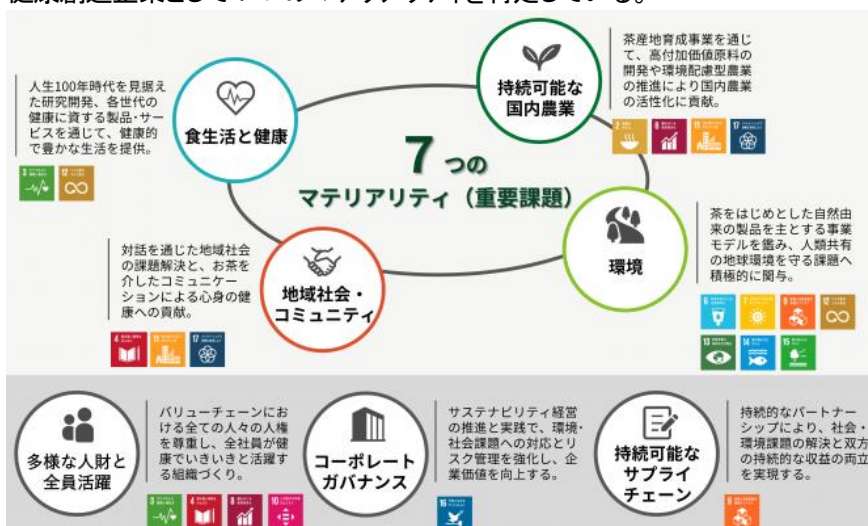 人生100年時代を見据え
た研究開発、各世代の
健康に資する製品・サー
ビスを通じて、健康的
で豊かな生活を提供。
食生活と健康
持続可能な
国内農業
茶産地育成事業を通じ
て、高付加価値原料の
開発や環境配慮型農業
の推進により国内農業
の活性化に貢献。
7つの
マテリアリティ（重要課題）
対話を通じた地域社会
の課題解決と、お茶を
介したコミュニケー
ションによる心身の健
康への貢献。
地域社会・
コミュニティ
環境
茶をはじめとした自然由
来の製品を主とする事業
モデルを鑑み、人類共有
の地球環境を守る課題へ
積極的に関与。
多様な人財と
全員活躍
バリューチェーンにお
ける全ての人々の人権
を尊重し、全社員が健
康でいきいきと活躍す
る組織づくり。
コーポレート
ガバナンス
サステナビリティ経営
の推進と実践で、環境・
社会課題への対応とリ
スク管理を強化し、企
業価値を向上する。
持続可能な
サプライ
チェーン
持続的なパートナー
シップにより、社会・
環境課題の解決と双方
の持続的な収益の両立
を実現する。